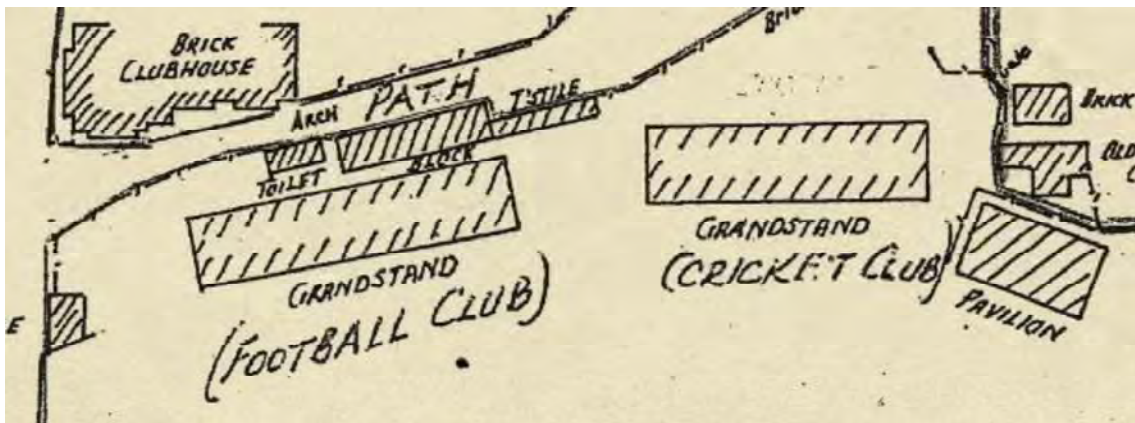 BRICK
CLUBHOUSE
ARCH
PATH
T'STILE
TOILET
BLOCK
GRANDSTAND
(FOOTBALL CLUB)
GRANDSTAND
(CRICKET CLUB)
BRICK
PAVILION
E